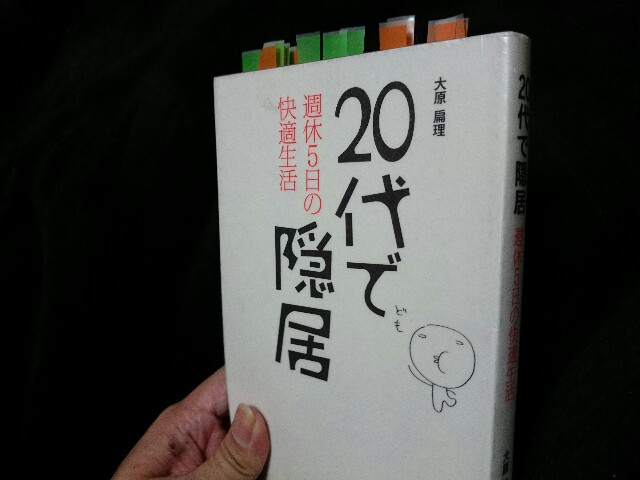 大原 扁理
20代で
隠居
週休5日の
快適生活
ども
20代で隠居 週休5日の快適生活